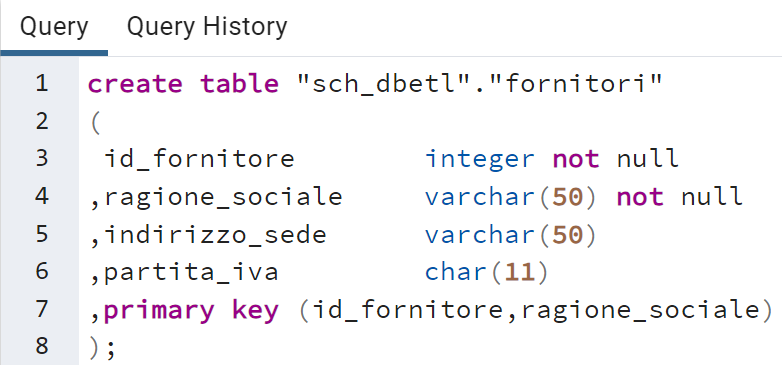 Query Query History
1 create table "sch_dbetl"."fornitori"
2 (
3 id_fornitore integer not null
4 ,ragione_sociale varchar(50) not null
5 ,indirizzo_sede varchar(50)
6 ,partita_iva char(11)
7 ,primary key (id_fornitore,ragione_sociale)
8 );